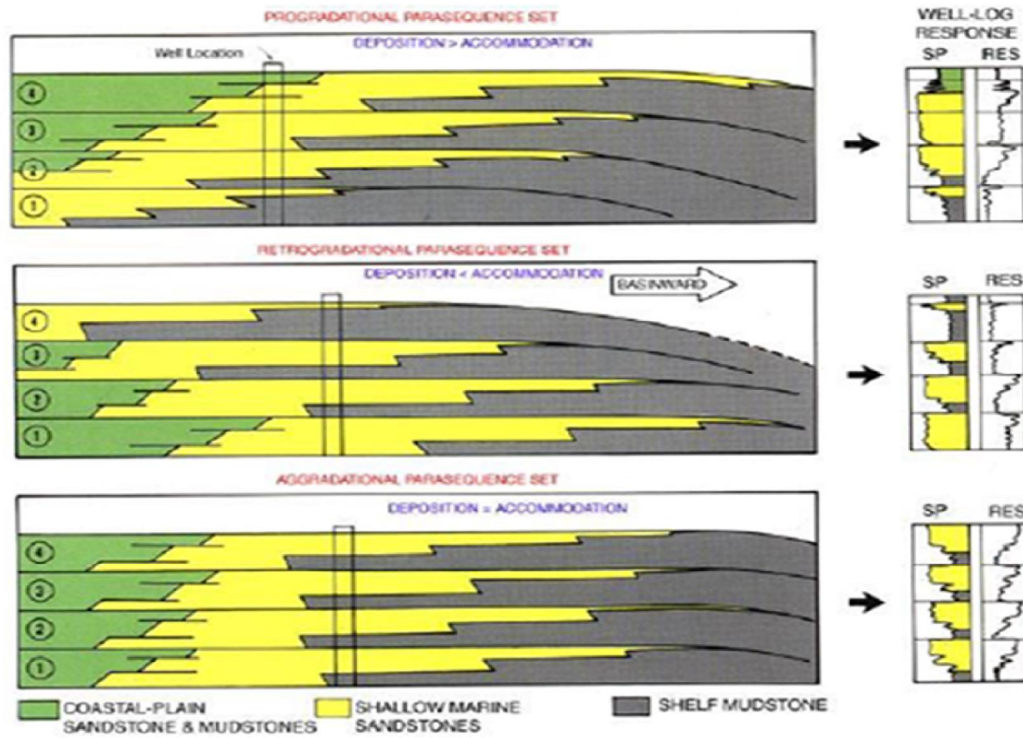 PROGRADATIONAL PARASEQUENCE SET
WELL-LOG
RESPONSE
SP RES
DEPOSITION > ACCOMMODATION
Well Location
4
3
2
1
RETROGRADATIONAL PARASEQUENCE SET
DEPOSITION < ACCOMMODATION
BASINWARD
SP RES
4
3
2
1
AGGRADATIONAL PARASEQUENCE SET
DEPOSITION = ACCOMMODATION
SP RES
4
3
2
1
COASTAL-PLAIN
SANDSTONE & MUDSTONES
SHALLOW MARINE
SANDSTONES
SHELF MUDSTONE